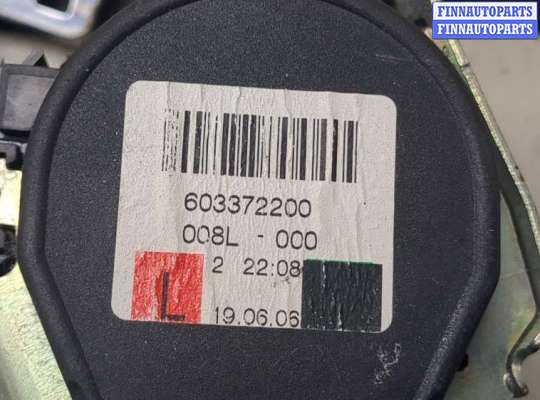 FINNAUTOPARTS
FINNAUTOPARTS
603372200
008L - 000
2 22:08
L 19.06.06